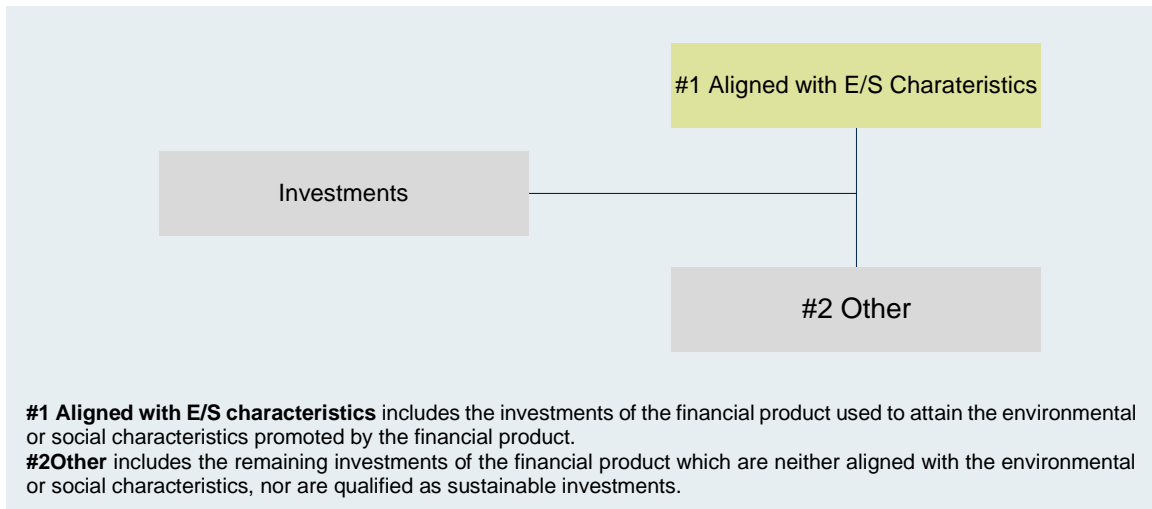 #1 Aligned with E/S Charateristics
Investments
#2 Other
#1 Aligned with E/S characteristics includes the investments of the financial product used to attain the environmental
or social characteristics promoted by the financial product.
#2Other includes the remaining investments of the financial product which are neither aligned with the environmental
or social characteristics, nor are qualified as sustainable investments.